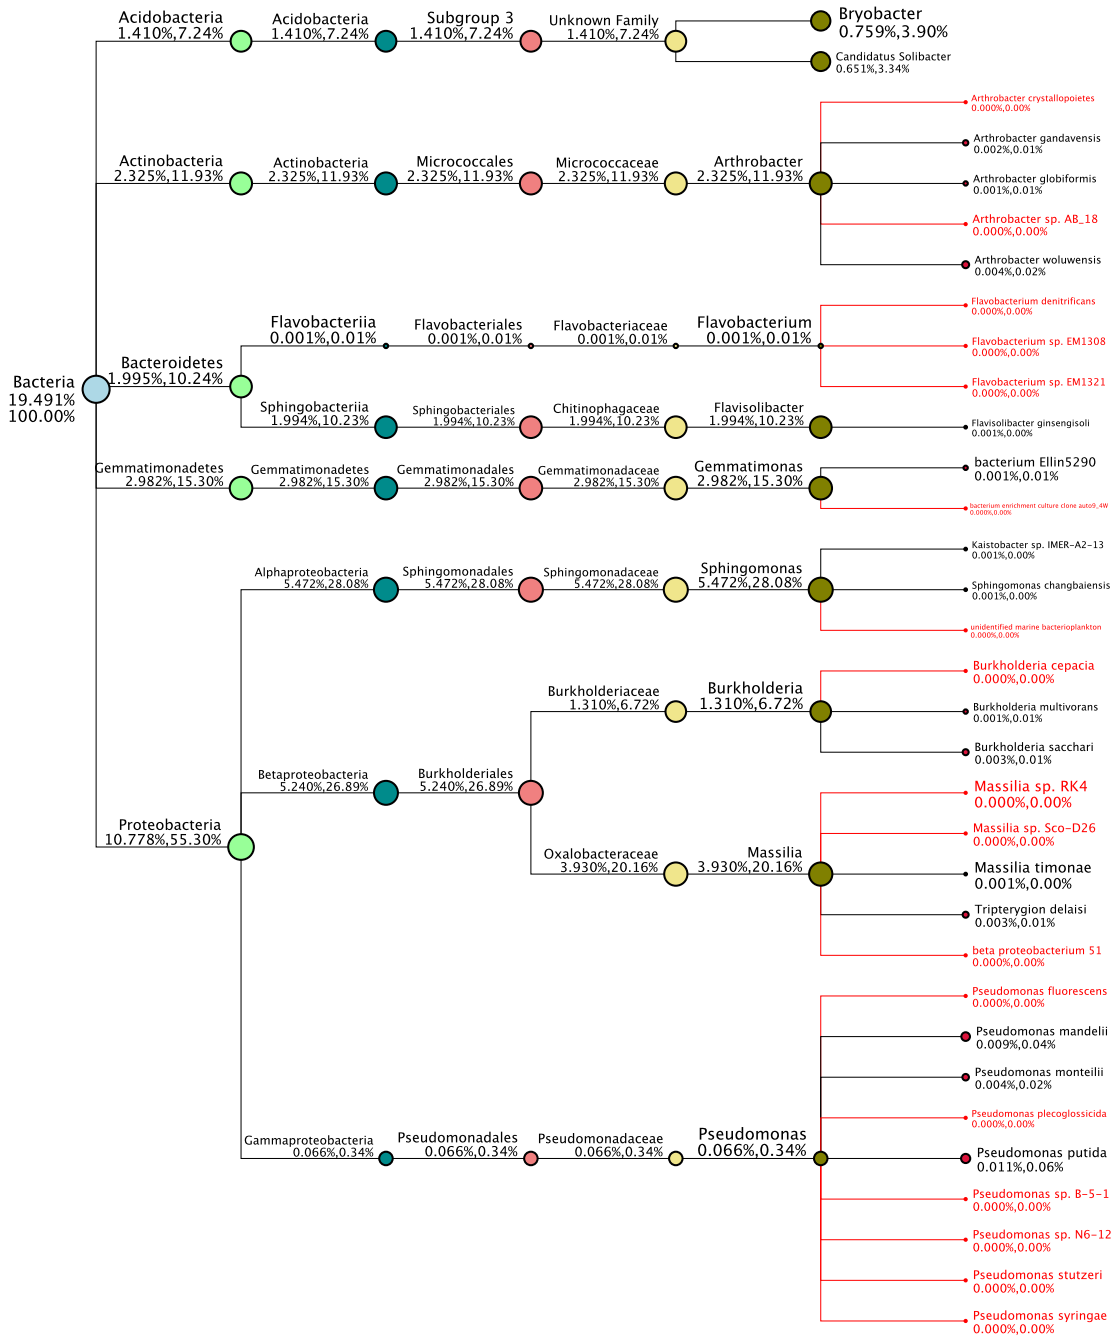 Bacteria
19.491%
100.00%
Acidobacteria
1.410%,7.24%
Acidobacteria
1.410%,7.24%
Subgroup 3
1.410%,7.24%
Unknown Family
1.410%,7.24%
Bryobacter
0.759%,3.90%
Candidatus Solibacter
0.651%,3.34%
Actinobacteria
2.325%,11.93%
Actinobacteria
2.325%,11.93%
Micrococcales
2.325%,11.93%
Micrococcaceae
2.325%,11.93%
Arthrobacter
2.325%,11.93%
Arthrobacter crystallopoietes
0.000%,0.00%
Arthrobacter gandavensis
0.002%,0.01%
Arthrobacter globiformis
0.001%,0.01%
Arthrobacter sp. AB_18
0.000%,0.00%
Arthrobacter woluwensis
0.004%,0.02%
Bacteroidetes
1.995%,10.24%
Flavobacteriia
0.001%,0.01%
Flavobacteriales
0.001%,0.01%
Flavobacteriaceae
0.001%,0.01%
Flavobacterium
0.001%,0.01%
Flavobacterium denitrificans
0.000%,0.00%
Flavobacterium sp. EM1308
0.000%,0.00%
Flavobacterium sp. EM1321
0.000%,0.00%
Sphingobacteriia
1.994%,10.23%
Sphingobacteriales
1.994%,10.23%
Chitinophagaceae
1.994%,10.23%
Flavisolibacter
1.994%,10.23%
Flavisolibacter ginsengisoli
0.001%,0.00%
Gemmatimonadetes
2.982%,15.30%
Gemmatimonadetes
2.982%,15.30%
Gemmatimonadales
2.982%,15.30%
Gemmatimonadaceae
2.982%,15.30%
Gemmatimonas
2.982%,15.30%
bacterium Ellin5290
0.001%,0.01%
bacterium enrichment culture clone auto9_4W
0.000%,0.00%
Proteobacteria
10.778%,55.30%
Alphaproteobacteria
5.472%,28.08%
Sphingomonadales
5.472%,28.08%
Sphingomonadaceae
5.472%,28.08%
Sphingomonas
5.472%,28.08%
Kaistobacter sp. IMER-A2-13
0.001%,0.00%
Sphingomonas changbaiensis
0.001%,0.00%
unidentified marine bacterioplankton
0.000%,0.00%
Betaproteobacteria
5.240%,26.89%
Burkholderiales
5.240%,26.89%
Burkholderiaceae
1.310%,6.72%
Burkholderia
1.310%,6.72%
Burkholderia cepacia
0.000%,0.00%
Burkholderia multivorans
0.001%,0.01%
Burkholderia sacchari
0.003%,0.01%
Oxalobacteraceae
3.930%,20.16%
Massilia
3.930%,20.16%
Massilia sp. RK4
0.000%,0.00%
Massilia sp. Sco-D26
0.000%,0.00%
Massilia timonae
0.001%,0.00%
Tripterygion delaisi
0.003%,0.01%
beta proteobacterium 51
0.000%,0.00%
Gammaproteobacteria
0.066%,0.34%
Pseudomonadales
0.066%,0.34%
Pseudomonadaceae
0.066%,0.34%
Pseudomonas
0.066%,0.34%
Pseudomonas fluorescens
0.000%,0.00%
Pseudomonas mandelii
0.009%,0.04%
Pseudomonas monteilii
0.004%,0.02%
Pseudomonas plecoglossicida
0.000%,0.00%
Pseudomonas putida
0.011%,0.06%
Pseudomonas sp. B-5-1
0.000%,0.00%
Pseudomonas sp. N6-12
0.000%,0.00%
Pseudomonas stutzeri
0.000%,0.00%
Pseudomonas syringae
0.000%,0.00%